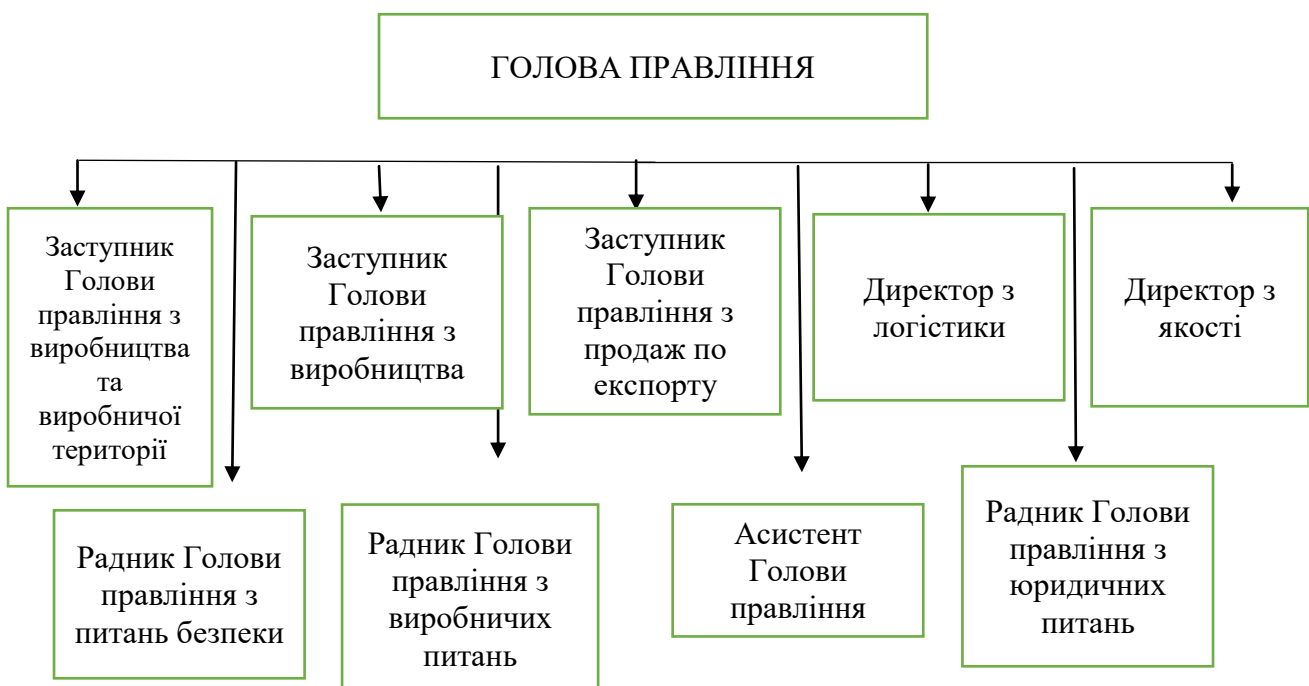 ГОЛОВА ПРАВЛІННЯ
Заступник
Голови
правління з
виробництва
та
виробничої
території
Заступник
Голови
правління з
виробництва
Заступник
Голови
правління з
продаж по
експорту
Директор з
логістики
Директор з
якості
Радник Голови
правління з
питань безпеки
Радник Голови
правління з
виробничих
питань
Асистент
Голови
правління
Радник Голови
правління з
юридичних
питань